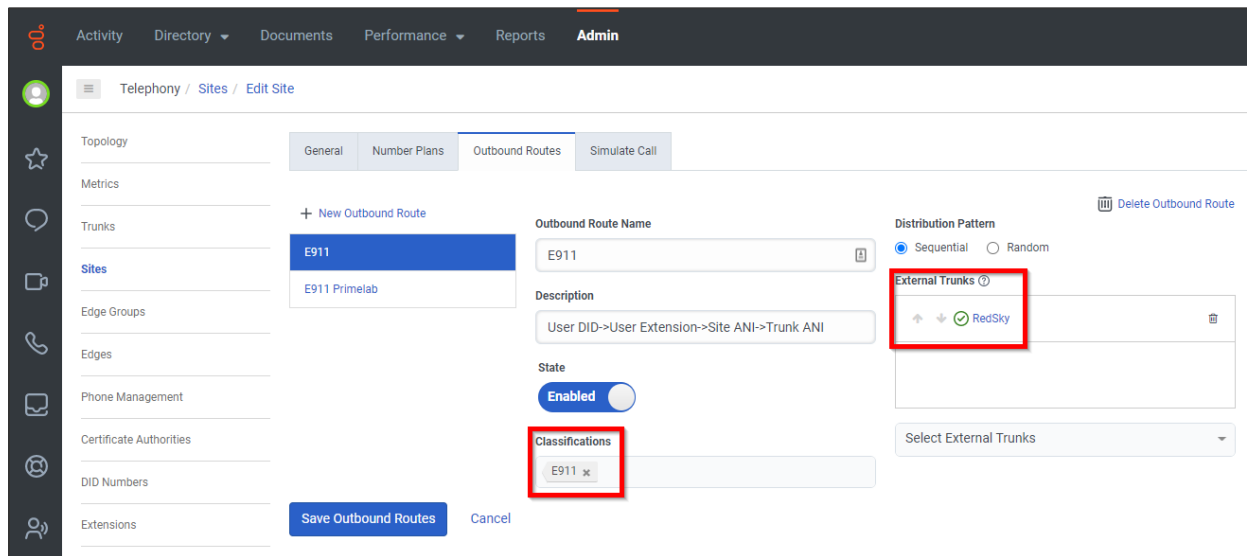 Activity Directory Documents Performance Reports Admin
Telephony / Sites / Edit Site
Topology
Metrics
Trunks
Sites
Edge Groups
Edges
Phone Management
Certificate Authorities
DID Numbers
Extensions
General Number Plans Outbound Routes Simulate Call
Delete Outbound Route
+ New Outbound Route
E911
E911 Primelab
Outbound Route Name
E911
Description
User DID->User Extension->Site ANI->Trunk ANI
State
Enabled
Classifications
E911 ×
Distribution Pattern
Sequential Random
External Trunks ?
RedSky
Select External Trunks
Save Outbound Routes Cancel